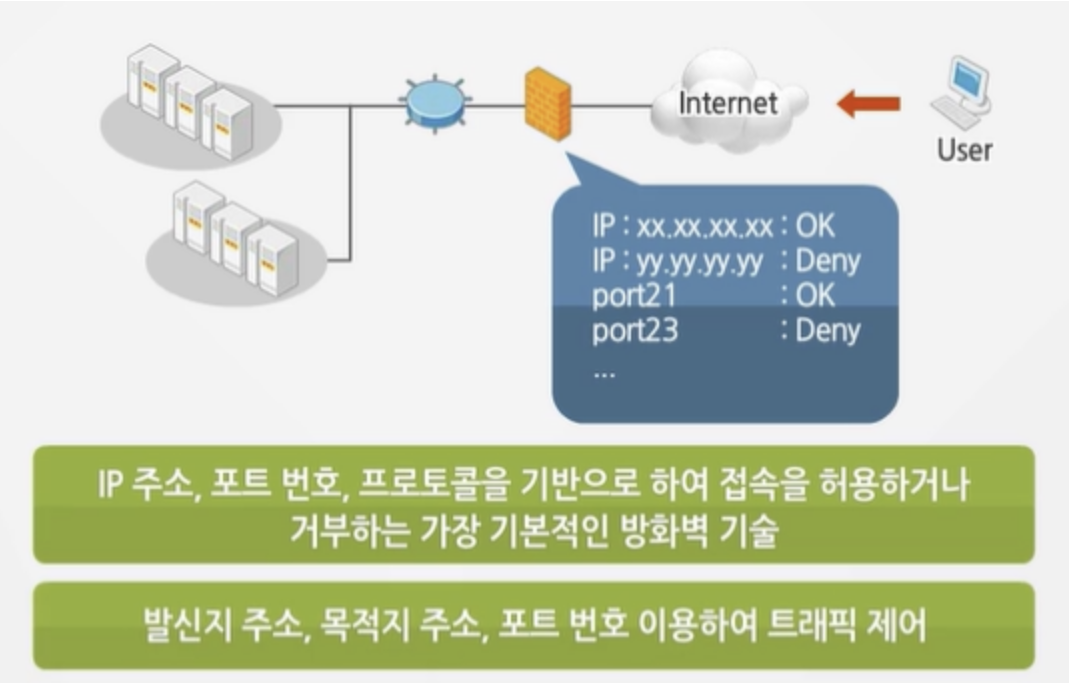 Internet
User
IP : xx.xx.xx.xx : OK
IP : yy.yy.yy.yy : Deny
port21 : OK
port23 : Deny
...
IP 주소, 포트 번호, 프로토콜을 기반으로 하여 접속을 허용하거나
거부하는 가장 기본적인 방화벽 기술
발신지 주소, 목적지 주소, 포트 번호 이용하여 트래픽 제어